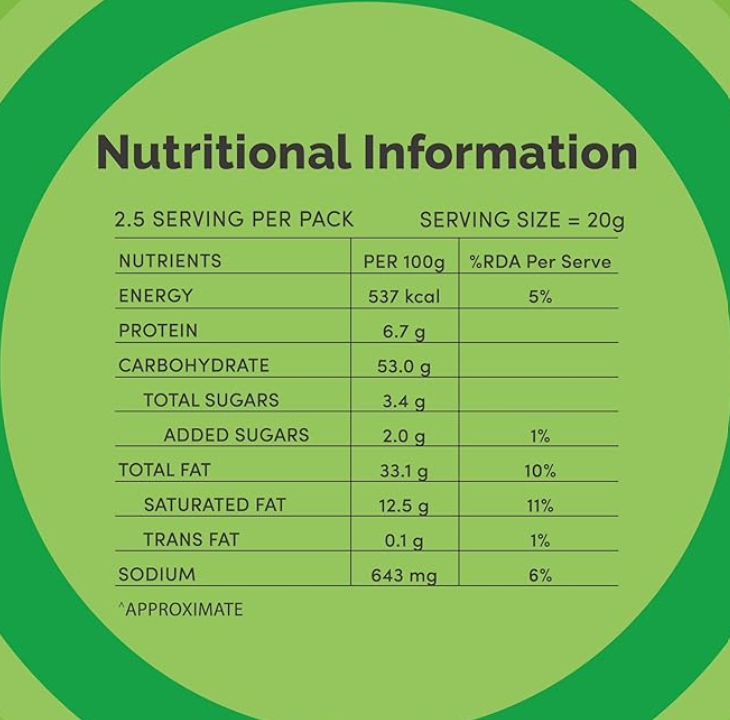 Nutritional Information
2.5 SERVING PER PACK SERVING SIZE = 20g
NUTRIENTS PER 100g %RDA Per Serve
ENERGY 537 kcal 5%
PROTEIN 6.7 g
CARBOHYDRATE 53.0 g
TOTAL SUGARS 3.4 g
ADDED SUGARS 2.0 g 1%
TOTAL FAT 33.1 g 10%
SATURATED FAT 12.5 g 11%
TRANS FAT 0.1 g 1%
SODIUM 643 mg 6%
^APPROXIMATE